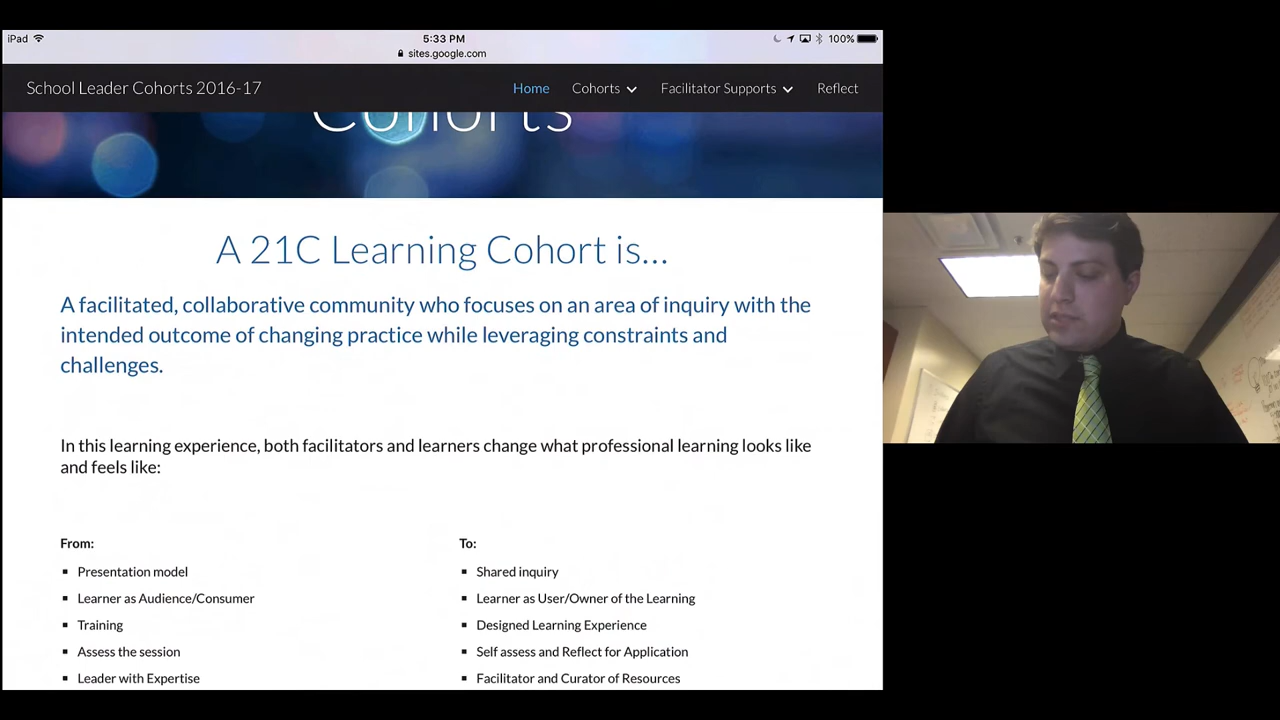 iPad
5:33 PM
100%
sites.google.com
School Leader Cohorts 2016-17
Home
Cohorts
Facilitator Supports
Reflect
Cohorts
A 21C Learning Cohort is...
A facilitated, collaborative community who focuses on an area of inquiry with the
intended outcome of changing practice while leveraging constraints and
challenges.
In this learning experience, both facilitators and learners change what professional learning looks like
and feels like:
From:
▪ Presentation model
▪ Learner as Audience/Consumer
▪ Training
▪ Assess the session
▪ Leader with Expertise
To:
▪ Shared inquiry
▪ Learner as User/Owner of the Learning
▪ Designed Learning Experience
▪ Self assess and Reflect for Application
▪ Facilitator and Curator of Resources